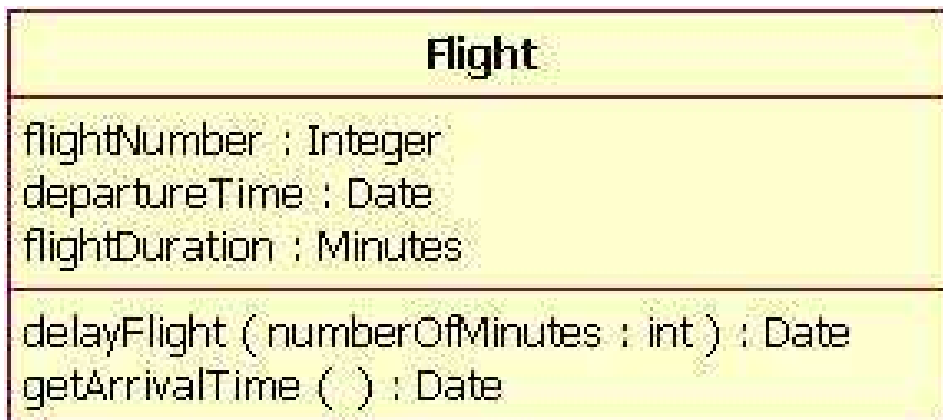 Flight
flightNumber : Integer
departureTime : Date
flightDuration : Minutes
delayFlight ( numberOfMinutes : int ) : Date
getArrivalTime ( ) : Date